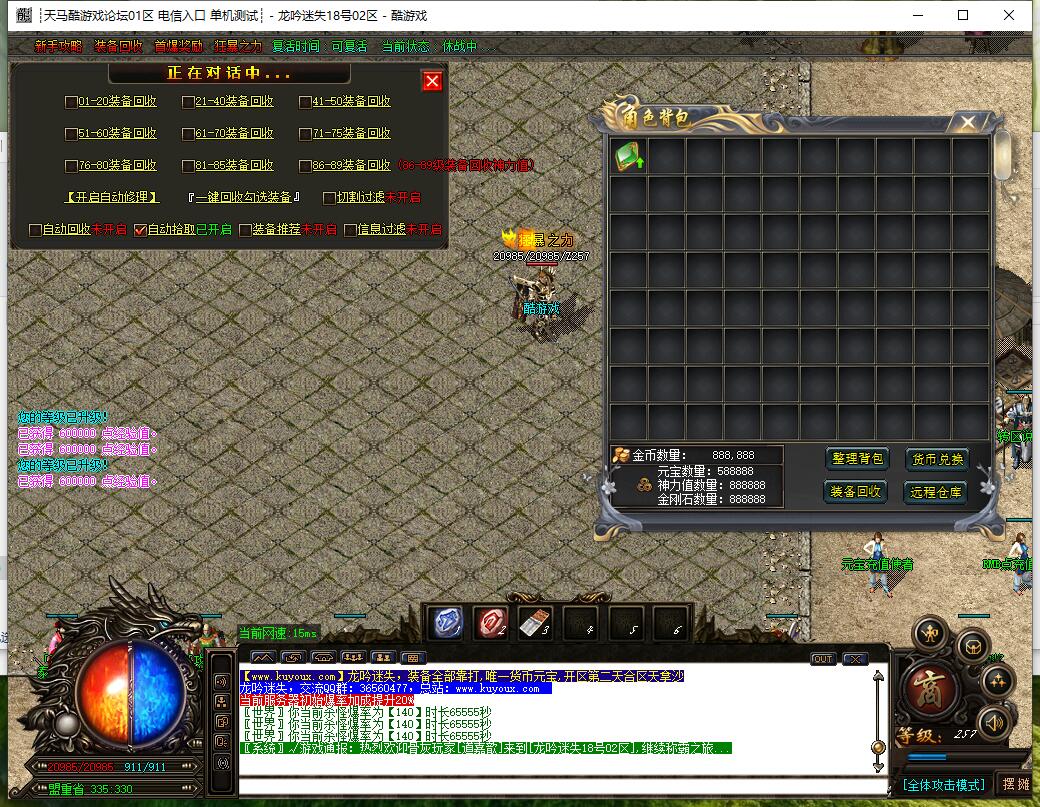 天马酷游戏论坛01区 电信入口 单机测试 - 龙吟迷失18号02区 - 酷游戏
新手攻略 装备回收 首爆奖励 狂暴之力 复活时间 可复活 当前状态 休战中
正在对话中...
01-20装备回收 21-40装备回收 41-50装备回收
51-60装备回收 61-70装备回收 71-75装备回收
76-80装备回收 81-85装备回收 86-89装备回收 (86-89级装备回收神力值)
【开启自动修理】 『一键回收勾选装备』 切割过滤未开启
自动回收未开启 自动拾取已开启 装备推荐未开启 信息过滤未开启
角色背包
狂暴之力
20985/20985/Z257
酷游戏
您的等级已升级!
已获得 600000 点经验值。
已获得 600000 点经验值。
您的等级已升级!
已获得 600000 点经验值。
金币数量: 888,888
元宝数量: 588888
神力值数量: 888888
金刚石数量: 888888
整理背包 货币兑换
装备回收 远程仓库
元宝充值使者
当前网速:15ms
1 2 3 4 5 6
OUT
【www.kuyoux.com】龙吟迷失,装备全部靠打,唯一货币元宝,开区第二天合区天拿沙
龙吟迷失,交流QQ群: 36560477,总站: www.kuyoux.com
当前服务器初始爆率加成提升20%
〖世界〗你当前杀怪爆率为【140】时长65555秒
〖世界〗你当前杀怪爆率为【140】时长65555秒
〖世界〗你当前杀怪爆率为【140】时长65555秒
〖系统〗√游戏通报: 热烈欢迎骨灰玩家[道嘉歆]来到[龙吟迷失18号02区],继续称霸之旅...
20985/20985 911/911
盟重省 335:330
商
等级: 257
[全体攻击模式] 摆摊